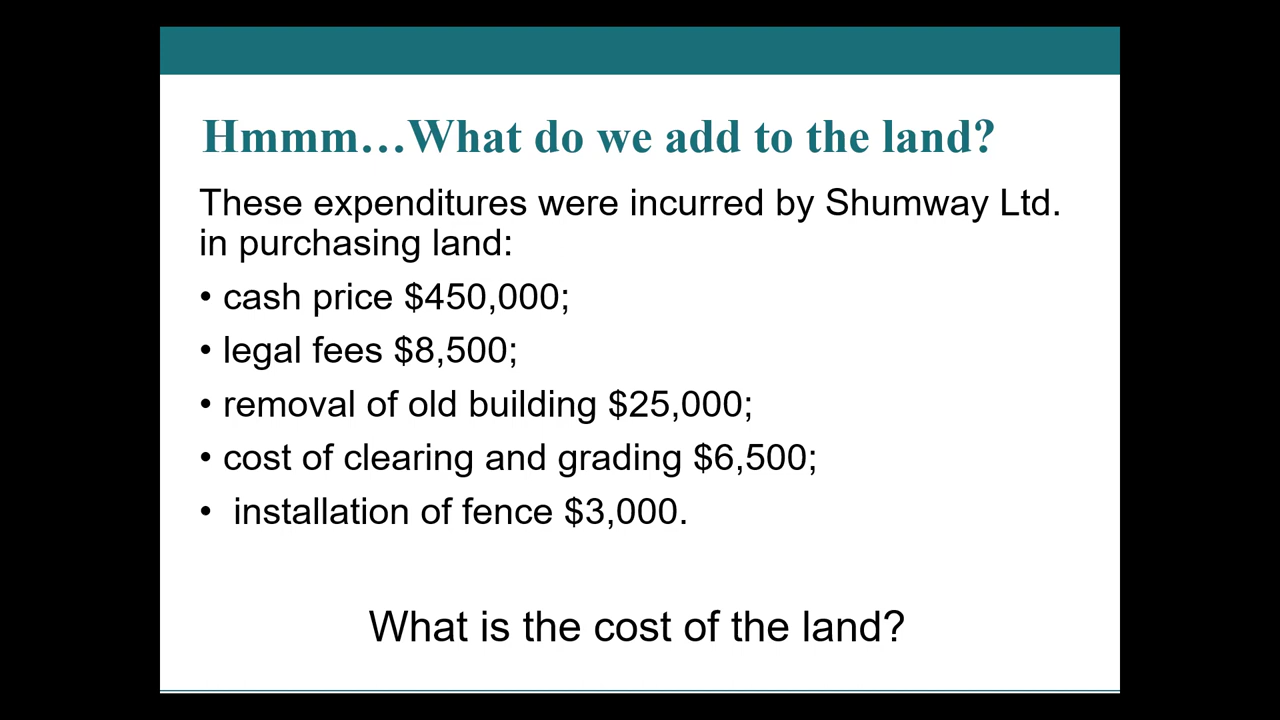 Hmmm…What do we add to the land?
These expenditures were incurred by Shumway Ltd.
in purchasing land:
• cash price $450,000;
• legal fees $8,500;
• removal of old building $25,000;
• cost of clearing and grading $6,500;
• installation of fence $3,000.
What is the cost of the land?